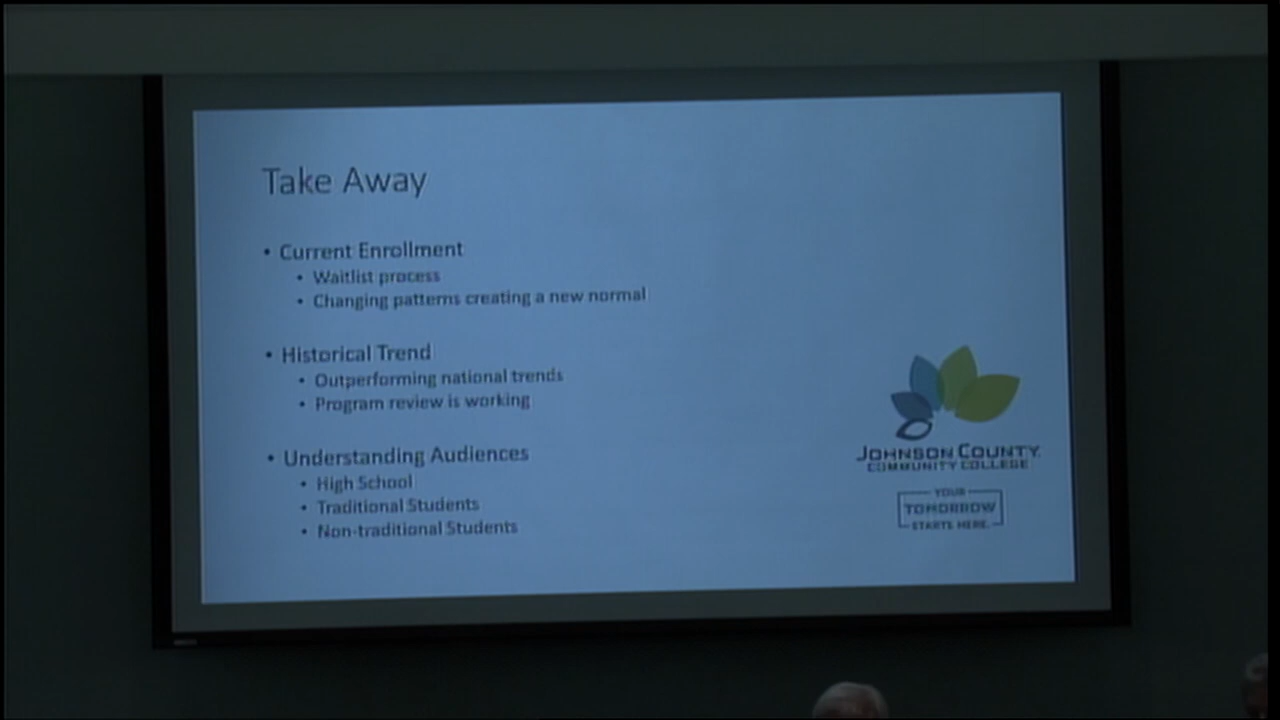 Take Away
• Current Enrollment
• Waitlist process
• Changing patterns creating a new normal
• Historical Trend
• Outperforming national trends
• Program review is working
• Understanding Audiences
• High School
• Traditional Students
• Non-traditional Students
JOHNSON COUNTY
COMMUNITY COLLEGE
YOUR
TOMORROW
STARTS HERE.